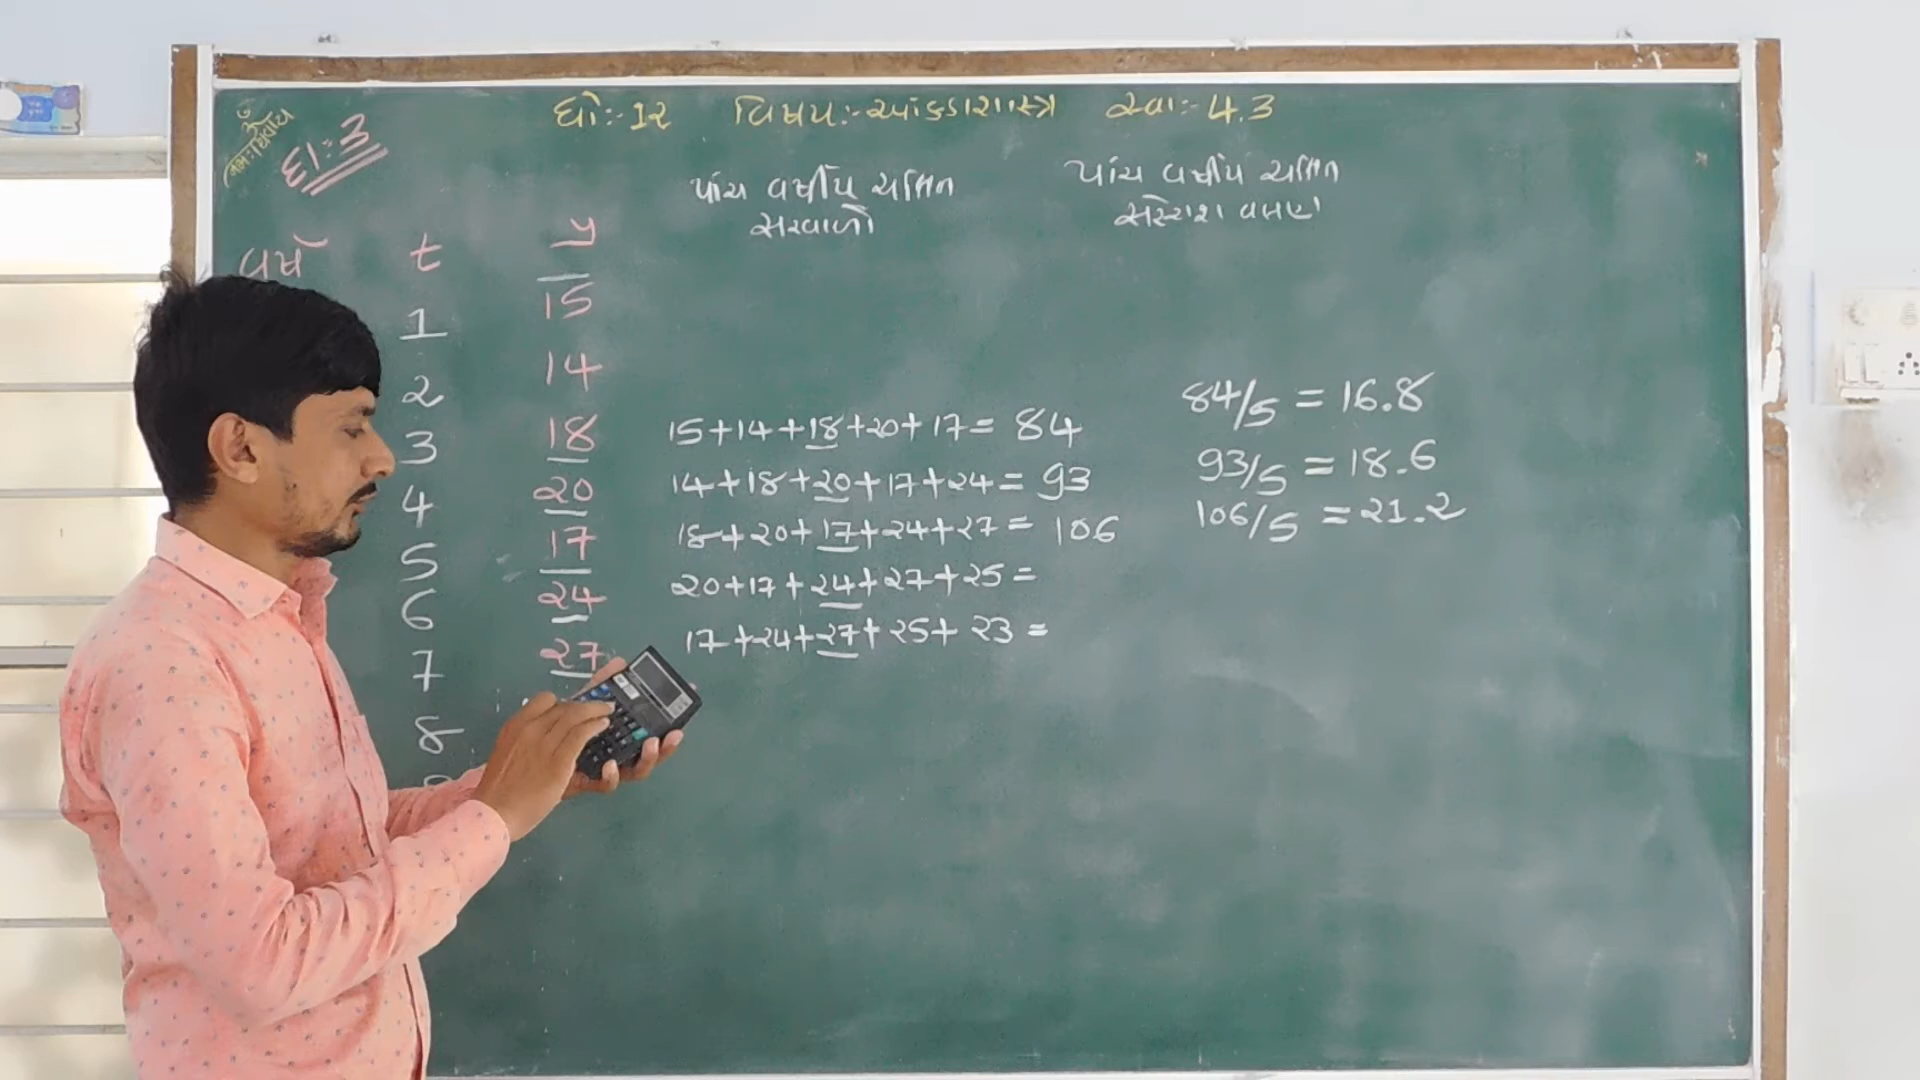 ધો:-12 વિષય:-આંકડાશાસ્ત્ર સ્વા:-4.3
દા:3
પાંચ વર્ષીય ચલિત
સરવાળો
પાંચ વર્ષીય ચલિત
સરેરાશ વલણ
વર્ષ t y
1 15
2 14
3 18 15+14+18+20+17= 84 84/5 = 16.8
4 20 14+18+20+17+24= 93 93/5 = 18.6
5 17 18+20+17+24+27= 106 106/5 = 21.2
6 24 20+17+24+27+25=
7 27 17+24+27+25+23=
8